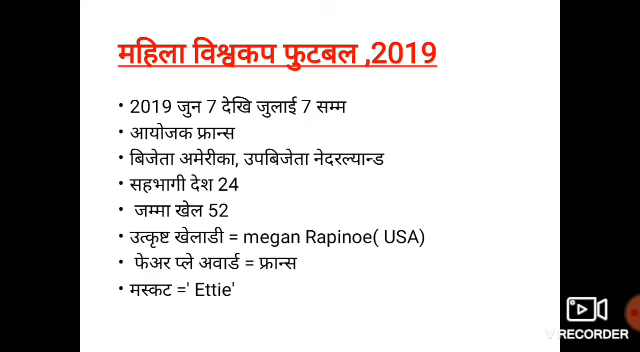 महिला विश्वकप फुटबल ,2019
• 2019 जुन 7 देखि जुलाई 7 सम्म
• आयोजक फ्रान्स
• बिजेता अमेरीका, उपबिजेता नेदरल्यान्ड
• सहभागी देश 24
• जम्मा खेल 52
• उत्कृष्ट खेलाडी = megan Rapinoe( USA)
• फेअर प्ले अवार्ड = फ्रान्स
• मस्कट =' Ettie'
V RECORDER